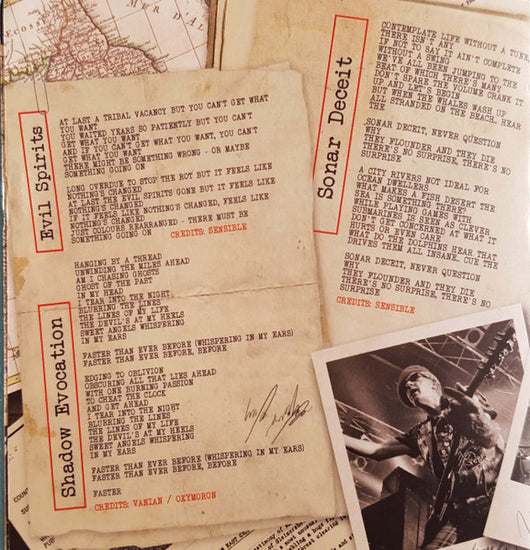 Evil Spirits
AT LAST A TRIBAL VACANCY BUT YOU CAN'T GET WHAT
YOU WANT
YOU WAITED YEARS SO PATIENTLY BUT YOU CAN'T
GET WHAT YOU WANT
AND IF YOU CAN'T GET WHAT YOU WANT, YOU CAN'T
GET WHAT YOU WANT
THERE MIGHT BE SOMETHING WRONG - OR MAYBE
SOMETHING GOING ON
LONG OVERDUE TO STOP THE ROT BUT IT FEELS LIKE
NOTHING'S CHANGED
AT LAST THE EVIL SPIRITS GONE BUT IT FEELS LIKE
NOTHING'S CHANGED
IF IT FEELS LIKE NOTHING'S CHANGED, FEELS LIKE
NOTHING'S CHANGED
JUST COLOURS REARRANGED - THERE MUST BE
SOMETHING GOING ON
CREDITS: SENSIBLE
Shadow Evocation
HANGING BY A THREAD
UNWINDING THE MILES AHEAD
AM I CHASING GHOSTS
GHOST OF THE PAST
IN MY HEAD
I TEAR INTO THE NIGHT
BLURRING THE LINES
THE LINES OF MY LIFE
THE DEVIL'S AT MY HEELS
SWEET ANGELS WHISPERING
IN MY EARS
FASTER THAN EVER BEFORE (WHISPERING IN MY EARS)
FASTER THAN EVER BEFORE, BEFORE
EDGING TO OBLIVION
OBSCURING ALL THAT LIES AHEAD
WITH ONE BURNING PASSION
TO CHEAT THE CLOCK
AND GET AHEAD
I TEAR INTO THE NIGHT
BLURRING THE LINES
THE LINES OF MY LIFE
THE DEVIL'S AT MY HEELS
SWEET ANGELS WHISPERING
IN MY EARS
FASTER THAN EVER BEFORE (WHISPERING IN MY EARS)
FASTER THAN EVER BEFORE, BEFORE
FASTER
CREDITS: VANIAN / OXYMORON
Sonar Deceit
CONTEMPLATE LIFE WITHOUT A TUNE,
THERE ISN'T ANY
IF NOT TO SAY IT AIN'T COMPLETE
WITHOUT A SWING
WE'VE ALL BEEN JUMPING TO THE
BEAT OF WHICH THERE'S MANY
DON'T SPARE THE VOLUME CRANK IT
UP AND LET'S BEGIN
BUT WHEN THE WHALES WASH UP
ALL STRANDED ON THE BEACH. HEAR
THE
SONAR DECEIT, NEVER QUESTION
WHY
THEY FLOUNDER AND THEY DIE
THERE'S NO SURPRISE, THERE'S NO
SURPRISE
A CITY RIVERS NOT IDEAL FOR
OCEAN DWELLERS
WHAT MAKES A FISH DESERT THE
SEA IS SOMETHING THERE
WHILE PLAYING GAMES WITH
SUBMARINES IS SEEN AS CLEVER
DON'T CONCERNED AT WHAT IT
HURTS OR EVEN CARE
WHAT DO THE DOLPHINS HEAR THAT
DRIVES THEM ALL INSANE. CUE THE
SONAR DECEIT, NEVER QUESTION
WHY
THEY FLOUNDER AND THEY DIE
THERE'S NO SURPRISE, THERE'S NO
SURPRISE
CREDITS: SENSIBLE